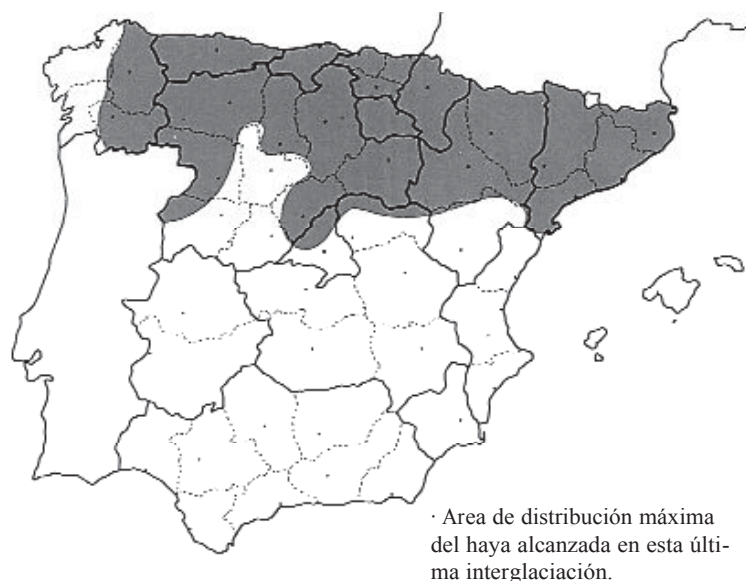 · Area de distribución máxima
del haya alcanzada en esta últi-
ma interglaciación.